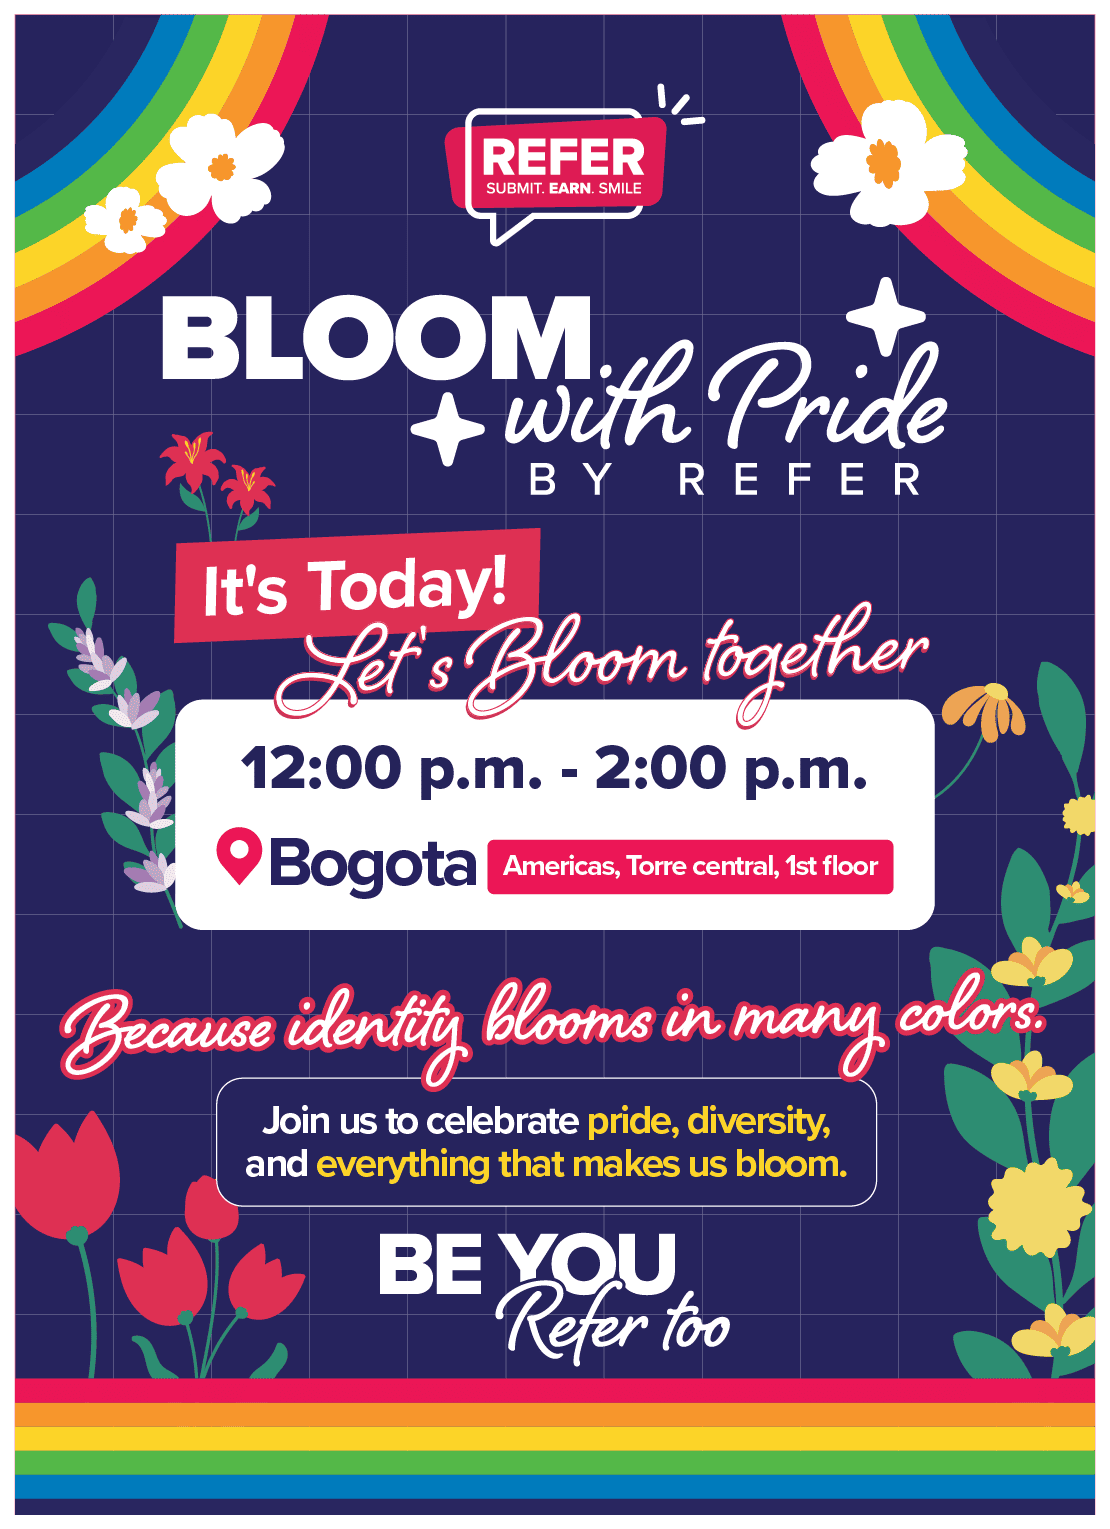 REFER
SUBMIT. EARN. SMILE
BLOOM
with Pride
BY REFER
It's Today!
Let's Bloom together
12:00 p.m. - 2:00 p.m.
Bogota Americas, Torre central, 1st floor
Because identity blooms in many colors.
Join us to celebrate pride, diversity,
and everything that makes us bloom.
BE YOU
Refer too